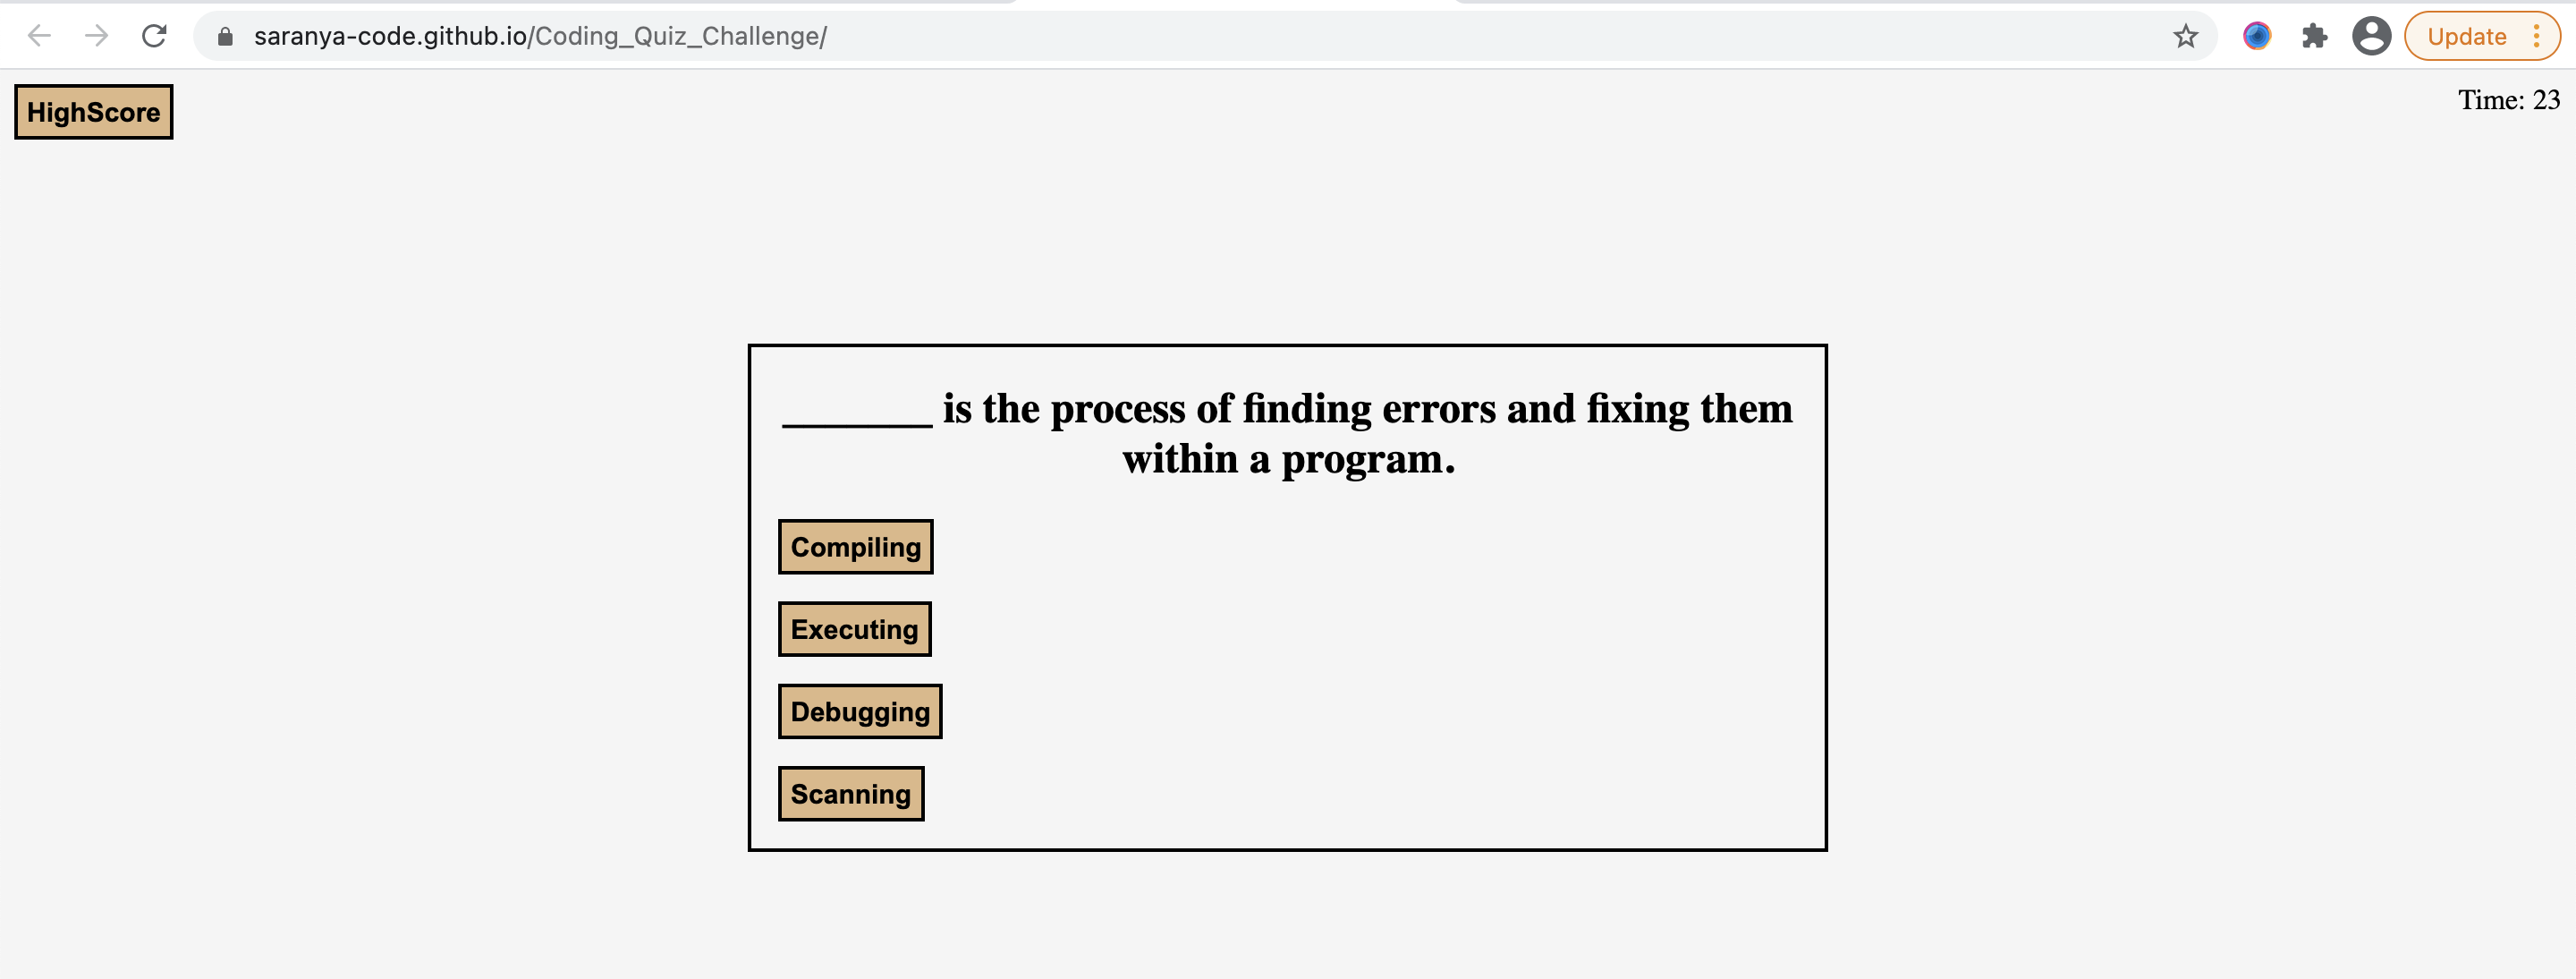 saranya-code.github.io/Coding_Quiz_Challenge/
Update
HighScore
Time: 23
_______ is the process of finding errors and fixing them
within a program.
Compiling
Executing
Debugging
Scanning